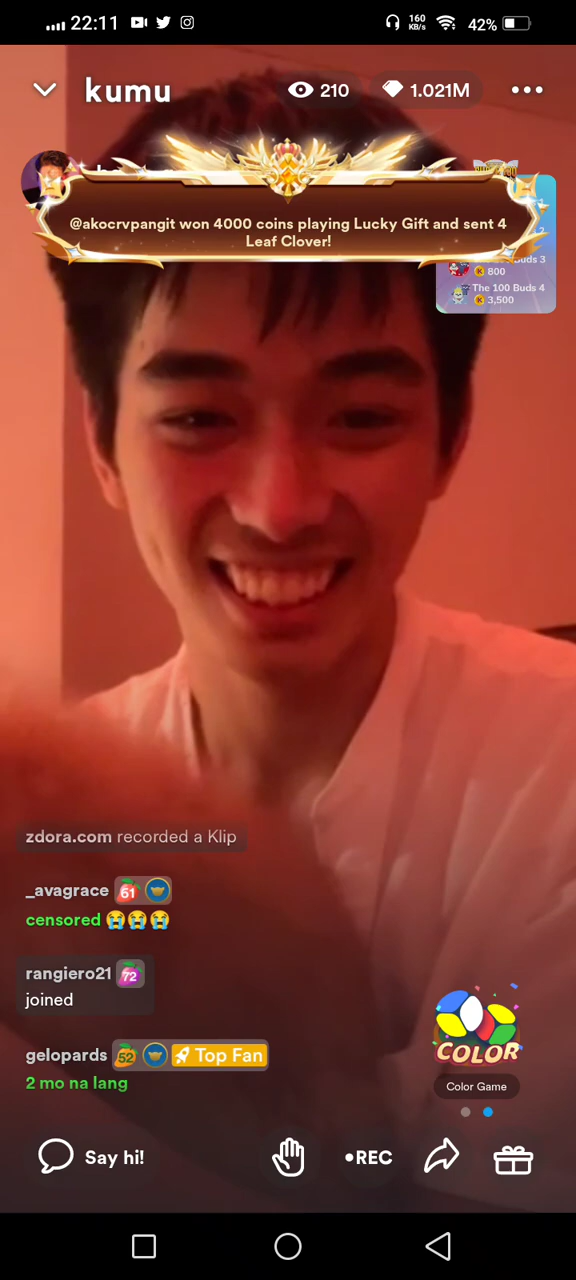 22:11
160
KB/s
42%
kumu
210
1.021M
@akocrvpangit won 4000 coins playing Lucky Gift and sent 4
Leaf Clover!
Buds 3
K 800
The 100 Buds 4
K 3,500
zdora.com recorded a Klip
_avagrace 61
censored 😭😭😭
rangiero21 72
joined
gelopards 52 Top Fan
2 mo na lang
COLOR
Color Game
Say hi!
•REC